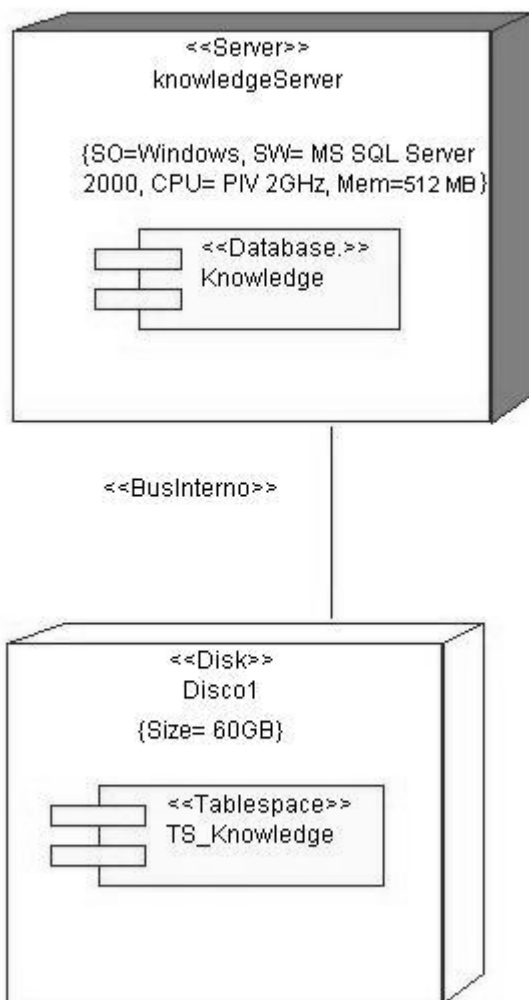 <<Server>>
knowledgeServer
{SO=Windows, SW= MS SQL Server
2000, CPU= PIV 2GHz, Mem=512 MB}
<<Database.>>
Knowledge
<<BusInterno>>
<<Disk>>
Disco1
{Size= 60GB}
<<Tablespace>>
TS_Knowledge